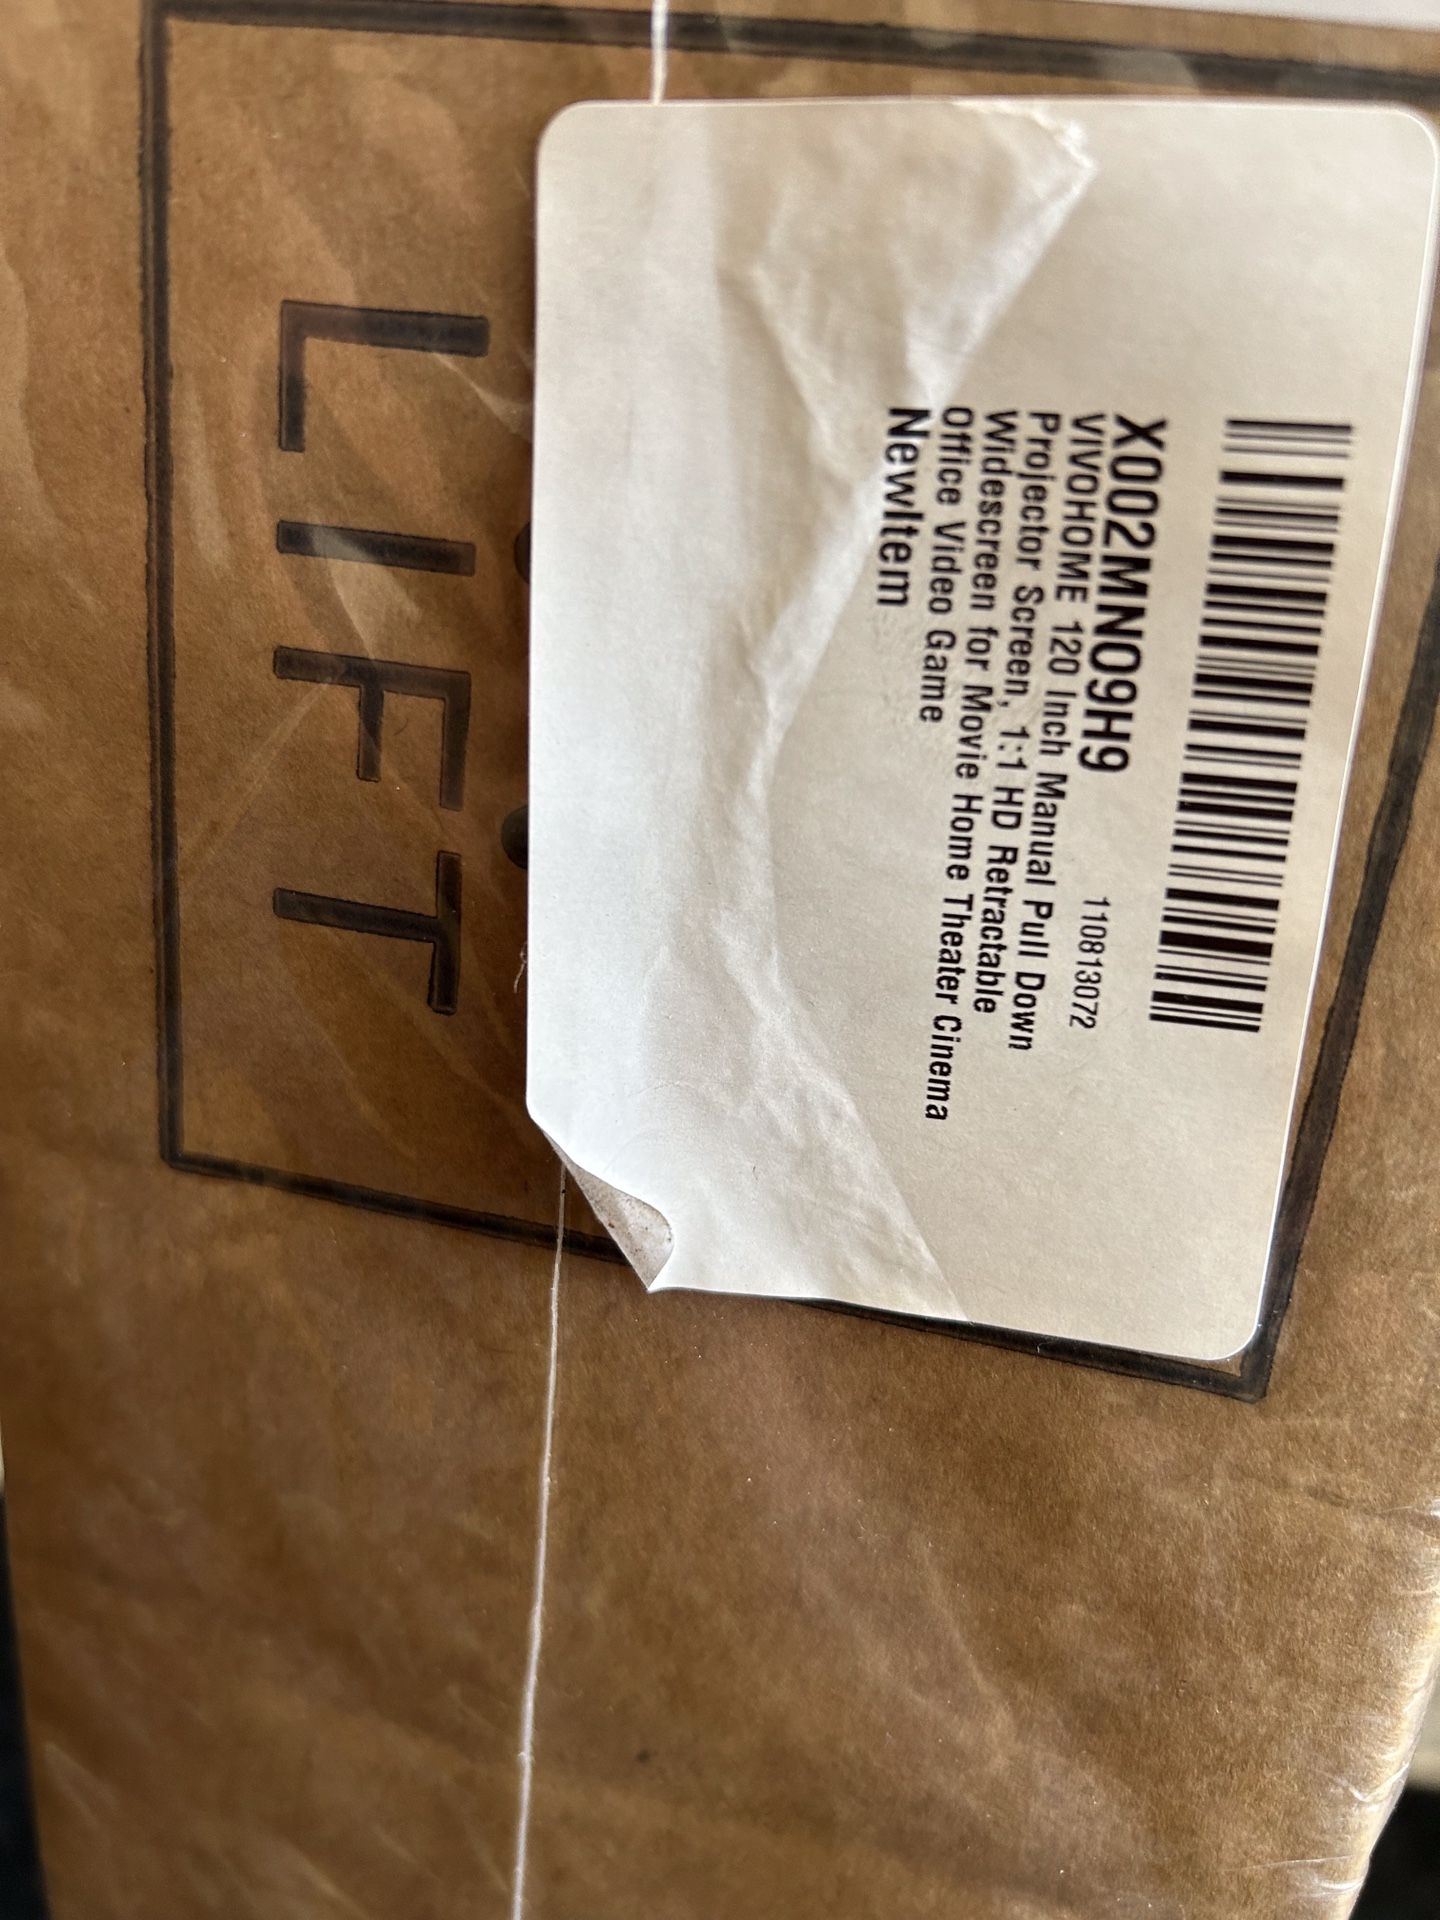 X002MNO9H9
VIVOHOME 120 Inch 110813072
Manual Pull Down
Projector Screen, 1:1 HD Retractable
Widescreen for Movie Home Theater Cinema
Office Video Game
NewItem
LIFT